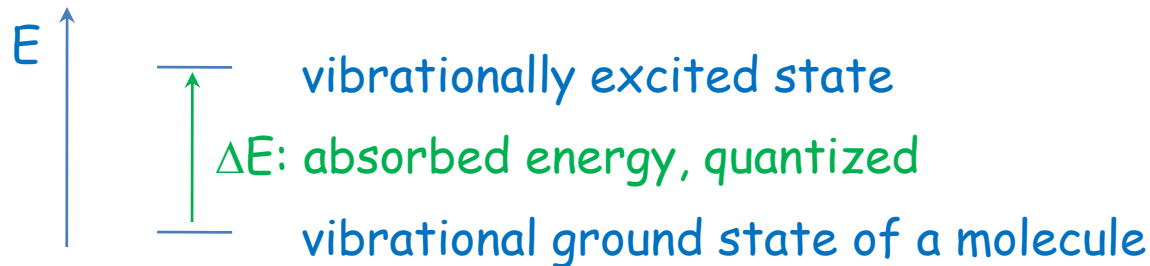 E
vibrationally excited state
ΔE: absorbed energy, quantized
vibrational ground state of a molecule